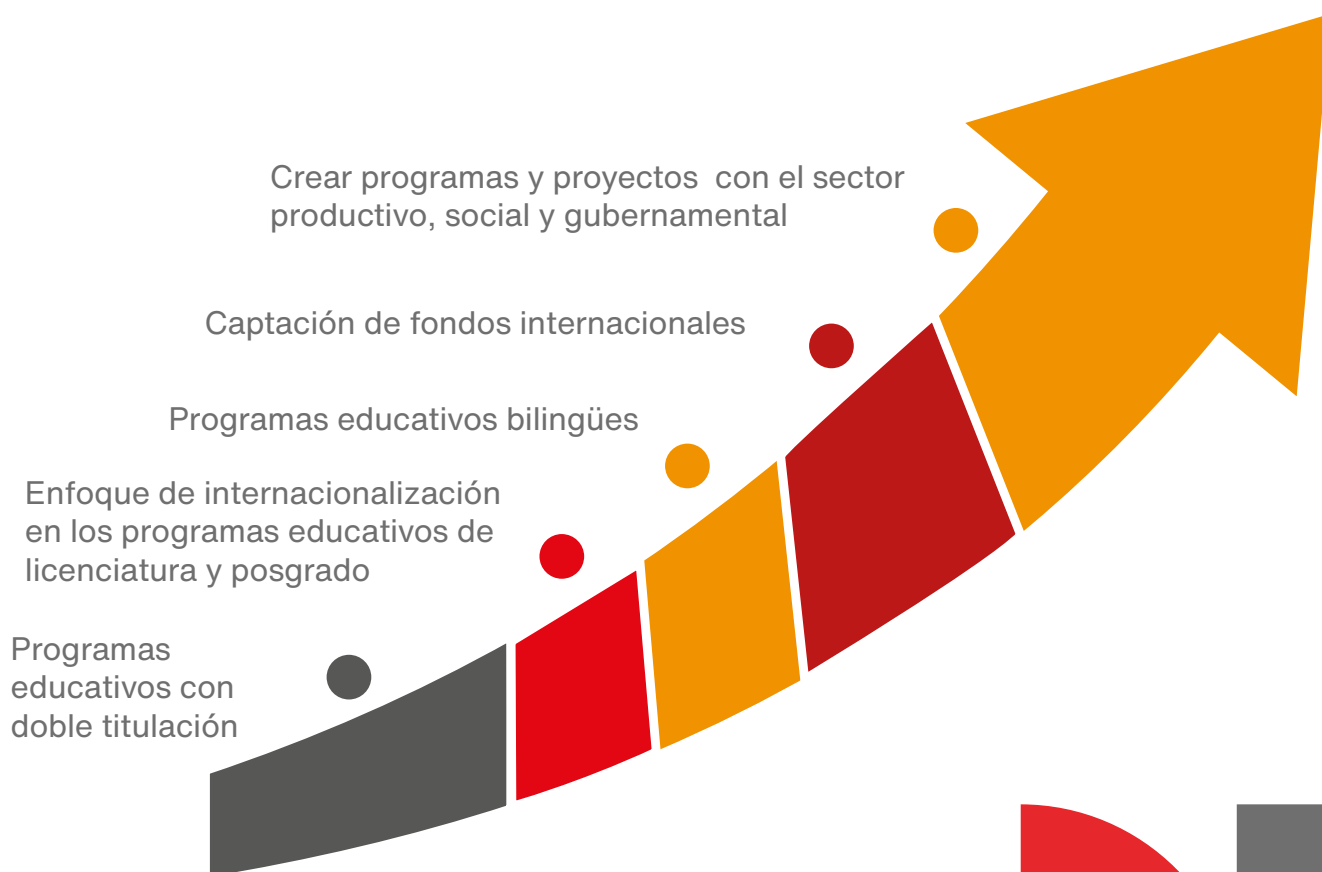 Crear programas y proyectos  con el sector
productivo, social y gubernamental
Captación de fondos internacionales
Programas educativos bilingües
Enfoque de internacionalización
en los programas educativos de
licenciatura y posgrado
Programas
educativos con
doble titulación